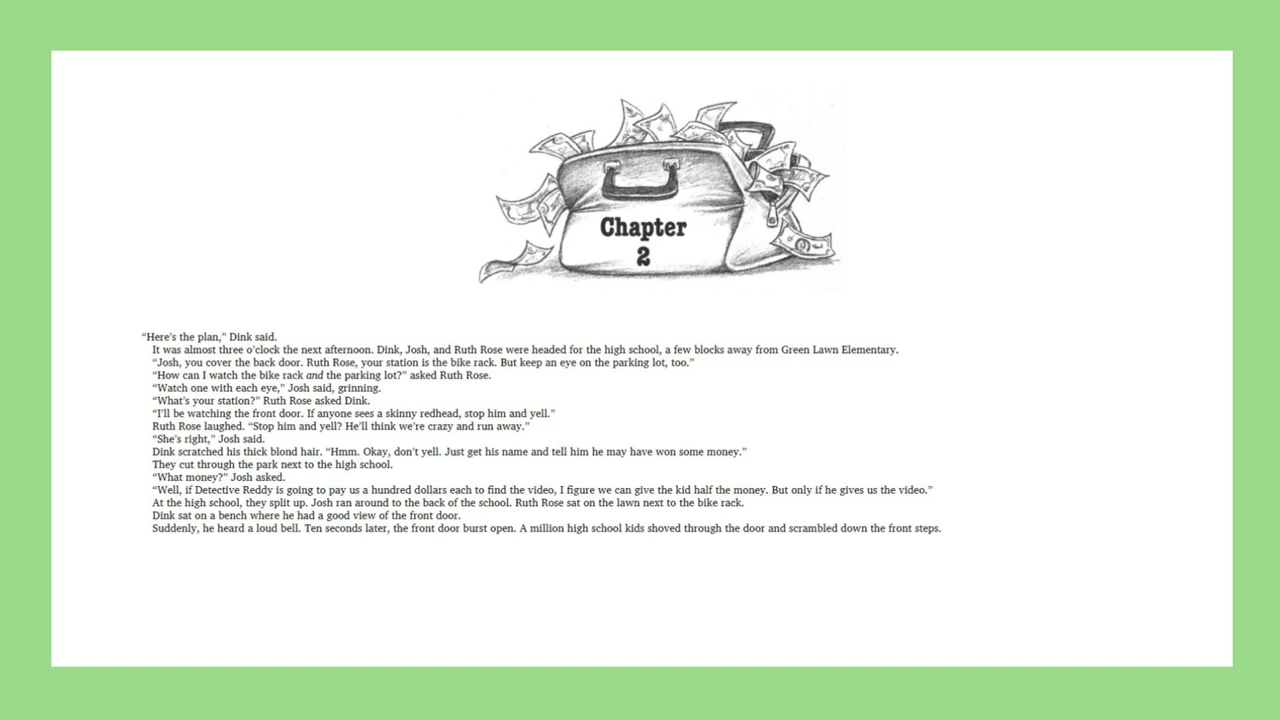 Chapter
2
“Here’s the plan,” Dink said.
It was almost three o’clock the next afternoon. Dink, Josh, and Ruth Rose were headed for the high school, a few blocks away from Green Lawn Elementary.
“Josh, you cover the back door. Ruth Rose, your station is the bike rack. But keep an eye on the parking lot, too.”
“How can I watch the bike rack and the parking lot?” asked Ruth Rose.
“Watch one with each eye,” Josh said, grinning.
“What’s your station?” Ruth Rose asked Dink.
“I’ll be watching the front door. If anyone sees a skinny redhead, stop him and yell.”
Ruth Rose laughed. “Stop him and yell? He’ll think we’re crazy and run away.”
“She’s right,” Josh said.
Dink scratched his thick blond hair. “Hmm. Okay, don’t yell. Just get his name and tell him he may have won some money.”
They cut through the park next to the high school.
“What money?” Josh asked.
“Well, if Detective Reddy is going to pay us a hundred dollars each to find the video, I figure we can give the kid half the money. But only if he gives us the video.”
At the high school, they split up. Josh ran around to the back of the school. Ruth Rose sat on the lawn next to the bike rack.
Dink sat on a bench where he had a good view of the front door.
Suddenly, he heard a loud bell. Ten seconds later, the front door burst open. A million high school kids shoved through the door and scrambled down the front steps.